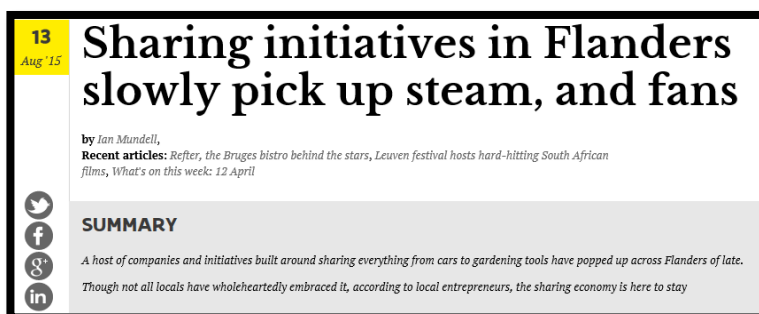 13
Aug '15
Sharing initiatives in Flanders
slowly pick up steam, and fans
by Ian Mundell,
Recent articles: Refter, the Bruges bistro behind the stars, Leuven festival hosts hard-hitting South African
films, What's on this week: 12 April
SUMMARY
A host of companies and initiatives built around sharing everything from cars to gardening tools have popped up across Flanders of late.
Though not all locals have wholeheartedly embraced it, according to local entrepreneurs, the sharing economy is here to stay